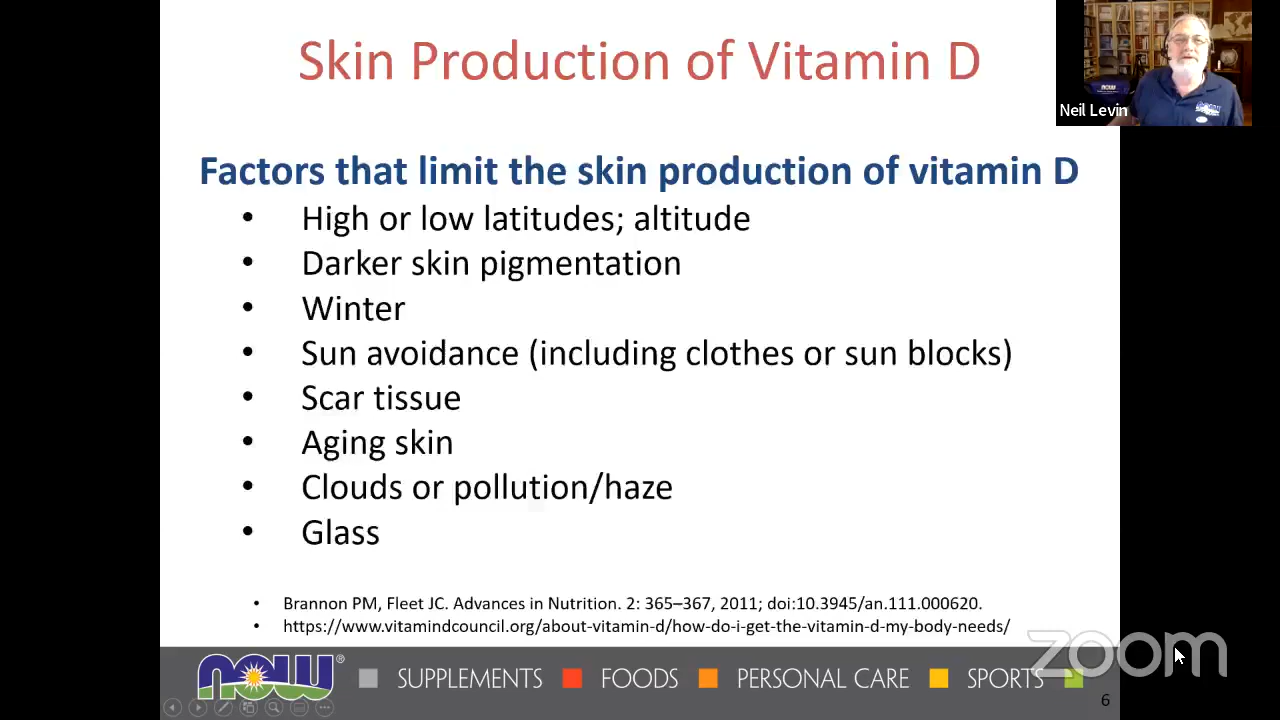 Skin Production of Vitamin D
Neil Levin
Factors that limit the skin production of vitamin D
• High or low latitudes; altitude
• Darker skin pigmentation
• Winter
• Sun avoidance (including clothes or sun blocks)
• Scar tissue
• Aging skin
• Clouds or pollution/haze
• Glass
• Brannon PM, Fleet JC. Advances in Nutrition. 2: 365–367, 2011; doi:10.3945/an.111.000620.
• https://www.vitamindcouncil.org/about-vitamin-d/how-do-i-get-the-vitamin-d-my-body-needs/
now® SUPPLEMENTS FOODS PERSONAL CARE SPORTS
zoom
6